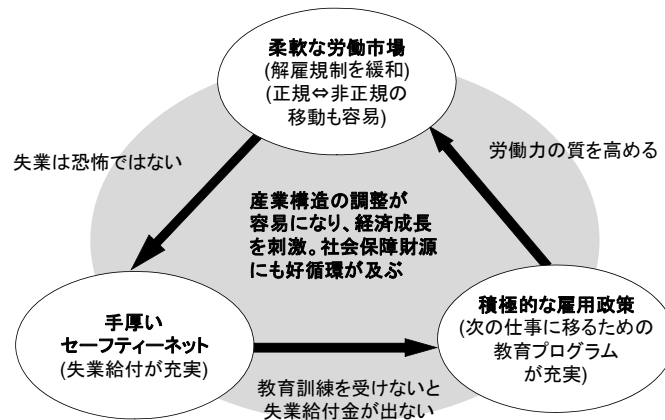 柔軟な労働市場
(解雇規制を緩和)
(正規⇔非正規の
移動も容易)
失業は恐怖ではない
労働力の質を高める
産業構造の調整が
容易になり、経済成長
を刺激。社会保障財源
にも好循環が及ぶ
手厚い
セーフティーネット
(失業給付が充実)
積極的な雇用政策
(次の仕事に移るための
教育プログラム
が充実)
教育訓練を受けないと
失業給付金が出ない